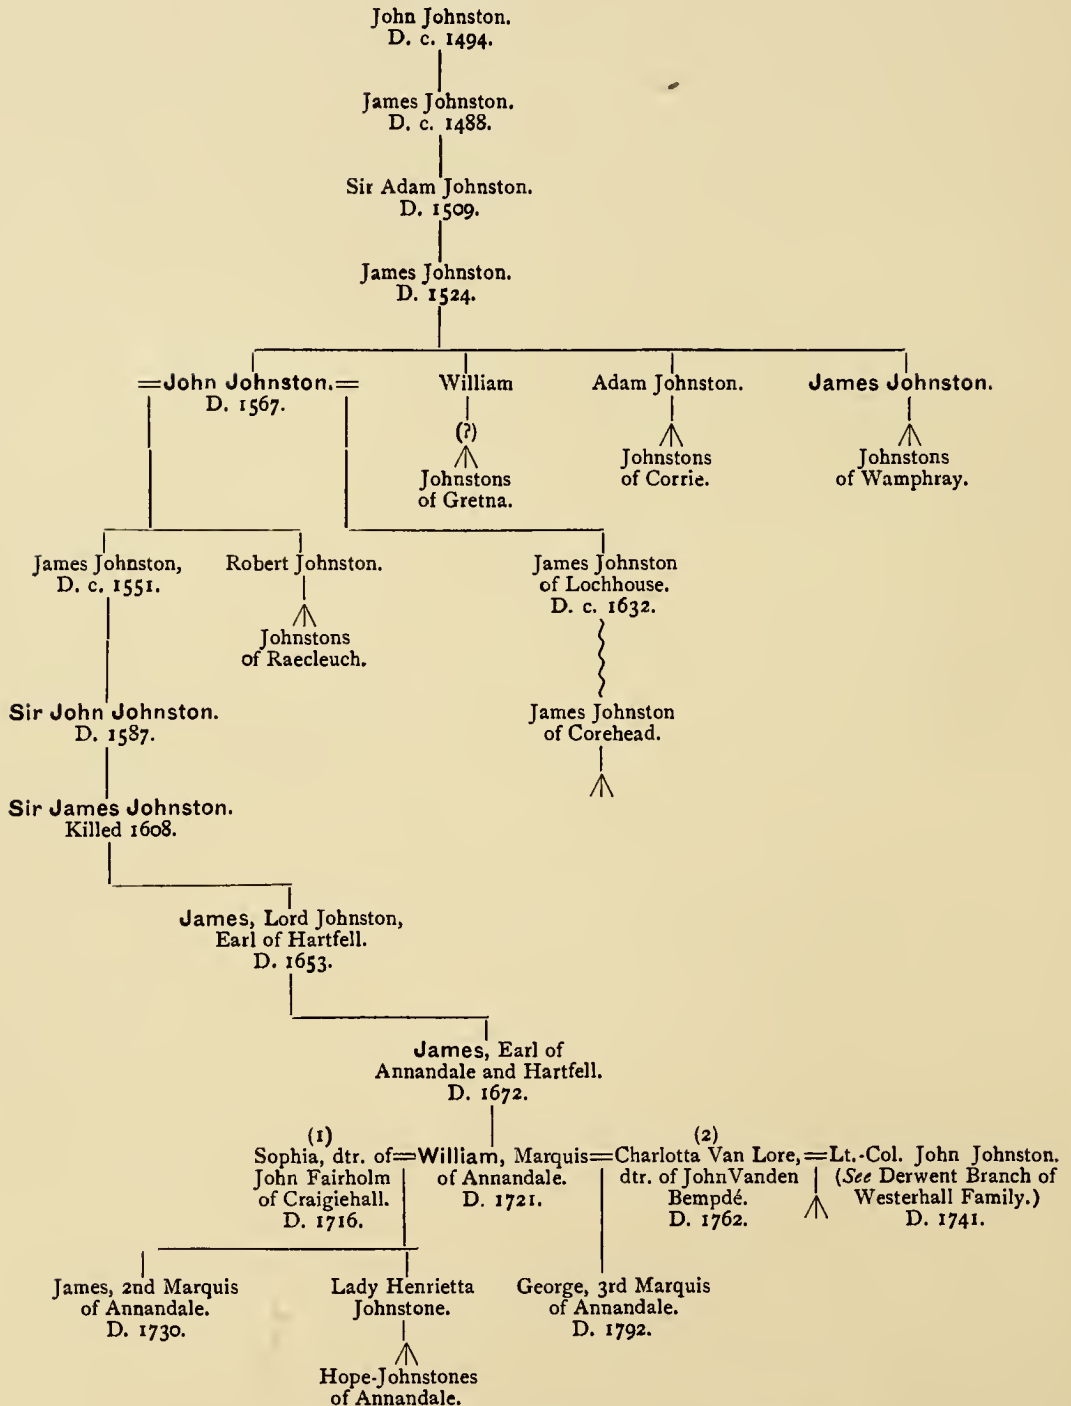 John Johnston.
D. c. 1494.
James Johnston.
D. c. 1488.
Sir Adam Johnston.
D. 1509.
James Johnston.
D. 1524.
=John Johnston.=
D. 1567.
William
(?)
Johnstons
of Gretna.
Adam Johnston.
Johnstons
of Corrie.
James Johnston.
Johnstons
of Wamphray.
James Johnston,
D. c. 1551.
Robert Johnston.
Johnstons
of Raecleuch.
James Johnston
of Lochhouse.
D. c. 1632.
Sir John Johnston.
D. 1587.
James Johnston
of Corehead.
Sir James Johnston.
Killed 1608.
James, Lord Johnston,
Earl of Hartfell.
D. 1653.
James, Earl of
Annandale and Hartfell.
D. 1672.
(1)
Sophia, dtr. of=
John Fairholm
of Craigiehall.
D. 1716.
William, Marquis=
of Annandale.
D. 1721.
(2)
Charlotta Van Lore,=
dtr. of John Vanden
Bempdé.
D. 1762.
Lt.-Col. John Johnston.
(See Derwent Branch of
Westerhall Family.)
D. 1741.
James, 2nd Marquis
of Annandale.
D. 1730.
Lady Henrietta
Johnstone.
Hope-Johnstones
of Annandale.
George, 3rd Marquis
of Annandale.
D. 1792.